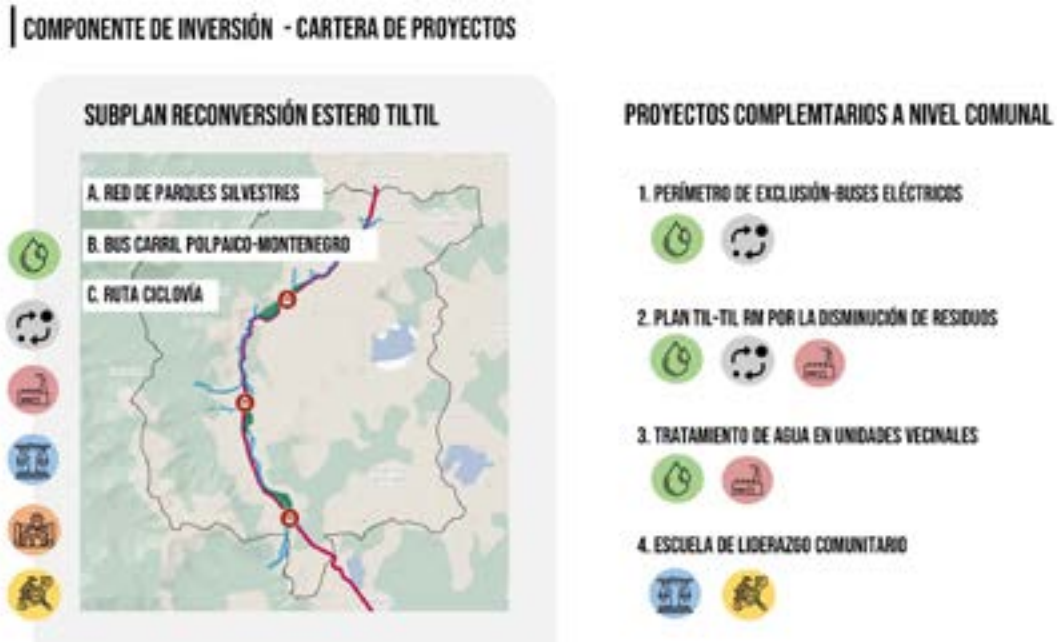 COMPONENTE DE INVERSIÓN - CARTERA DE PROYECTOS
SUBPLAN RECONVERSIÓN ESTERO TILTIL
A. RED DE PARQUES SILVESTRES
B. BUS CARRIL POLPAICO-MONTENEGRO
C. RUTA CICLOVÍA
PROYECTOS COMPLEMTARIOS A NIVEL COMUNAL
1. PERÍMETRO DE EXCLUSIÓN-BUSES ELÉCTRICOS
2. PLAN TIL-TIL RM POR LA DISMINUCIÓN DE RESIDUOS
3. TRATAMIENTO DE AGUA EN UNIDADES VECINALES
4. ESCUELA DE LIDERAZGO COMUNITARIO